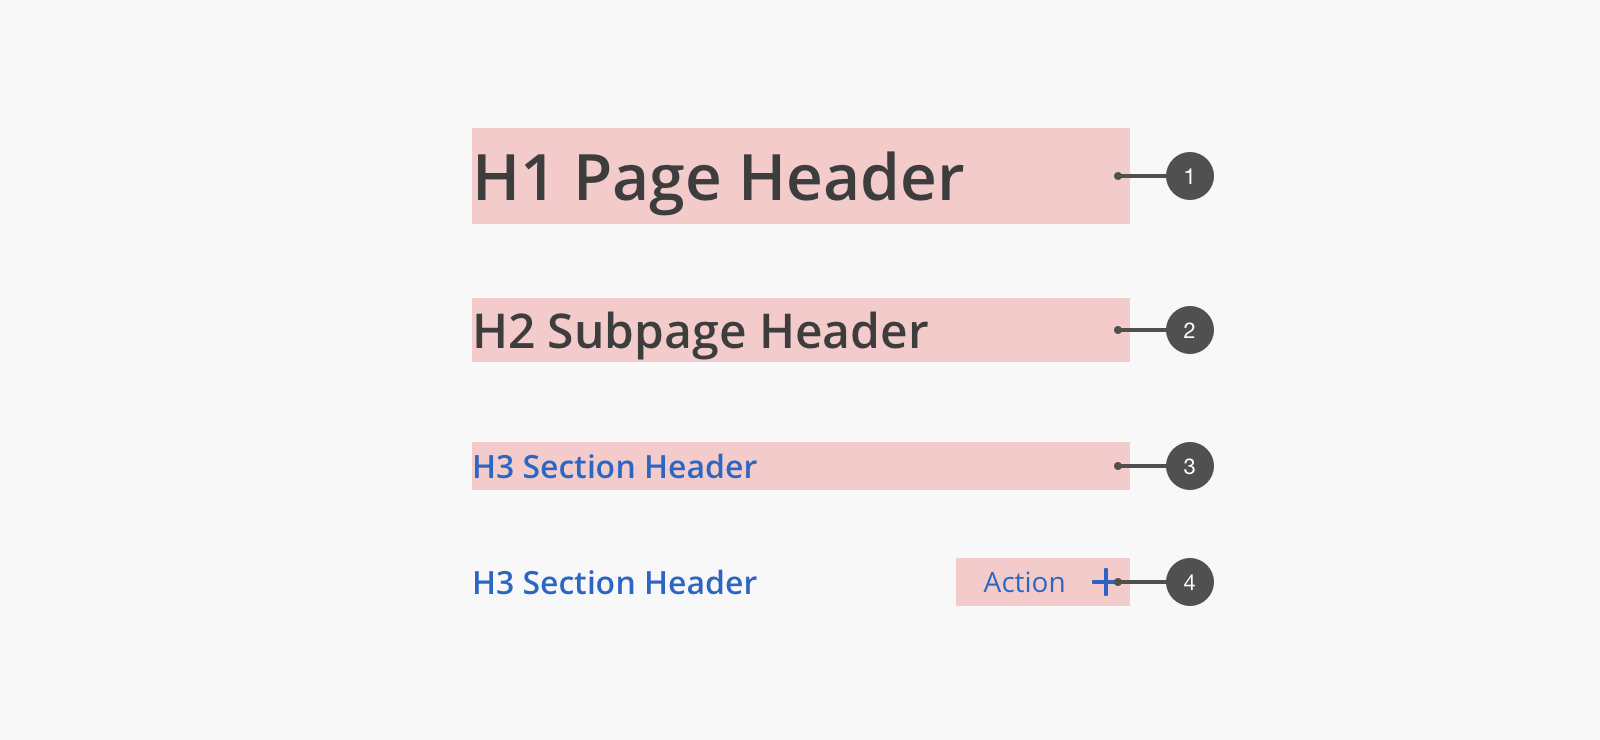 H1 Page Header
1
H2 Subpage Header
2
H3 Section Header
3
H3 Section Header
Action
4